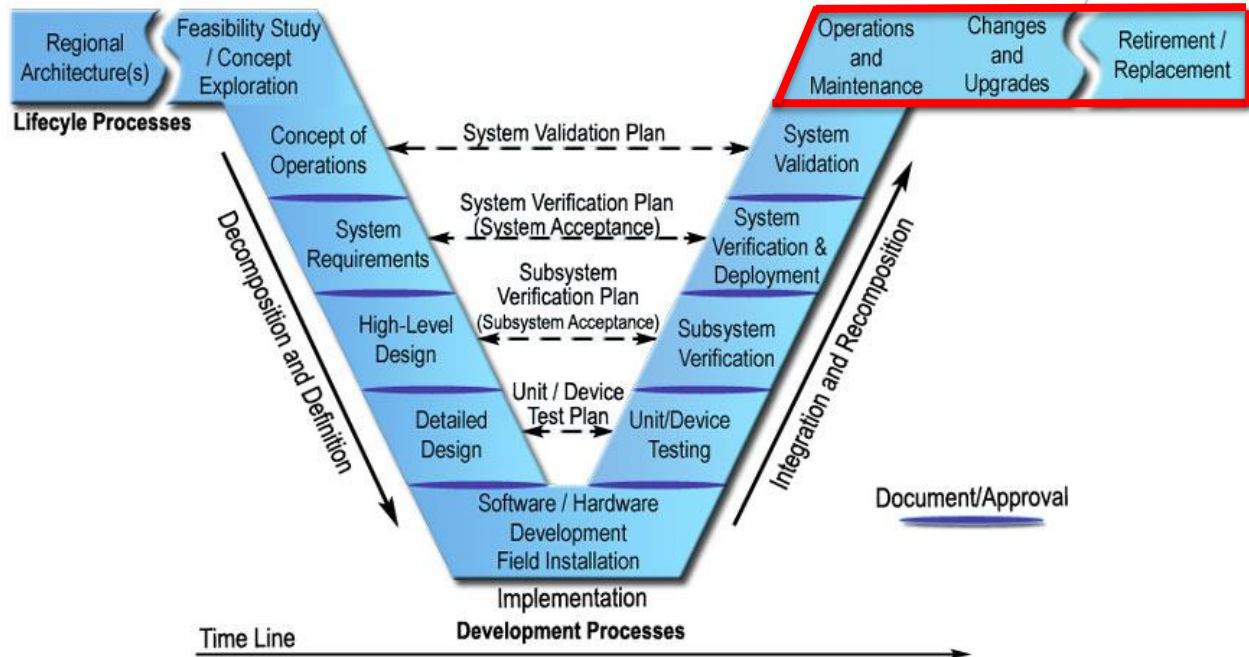 Regional
Architecture(s)
Feasibility Study
/ Concept
Exploration
Operations
and
Maintenance
Changes
and
Upgrades
Retirement /
Replacement
Lifecyle Processes
Concept of
Operations
System Validation Plan
System
Validation
System
Requirements
System Verification Plan
(System Acceptance)
System
Verification &
Deployment
High-Level
Design
Subsystem
Verification Plan
(Subsystem Acceptance)
Subsystem
Verification
Detailed
Design
Unit / Device
Test Plan
Unit/Device
Testing
Decomposition and Definition
Integration and Recomposition
Software / Hardware
Development
Field Installation
Document/Approval
Implementation
Development Processes
Time Line